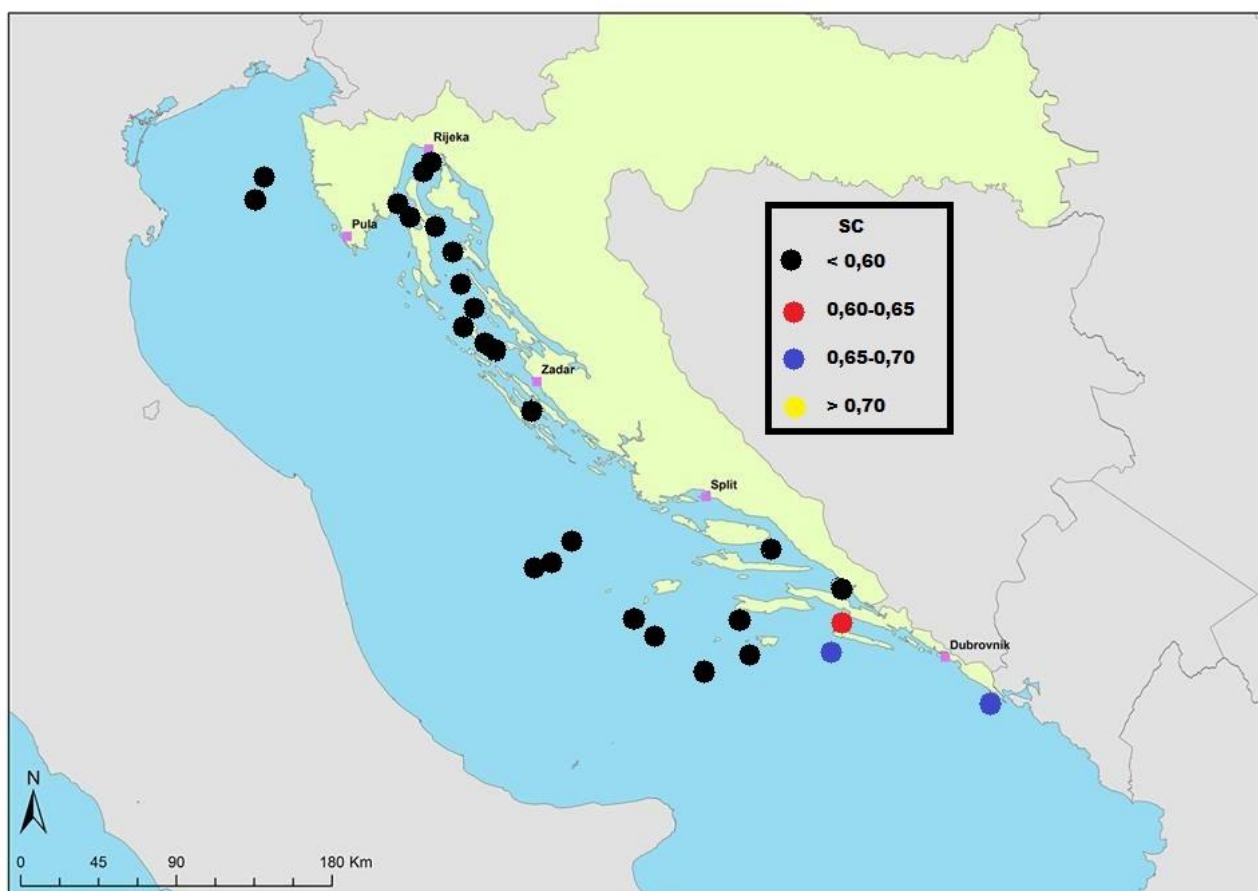 Rijeka
Pula
SC
< 0,60
0,60-0,65
0,65-0,70
> 0,70
Zadar
Split
Dubrovnik
N
0 45 90 180 Km